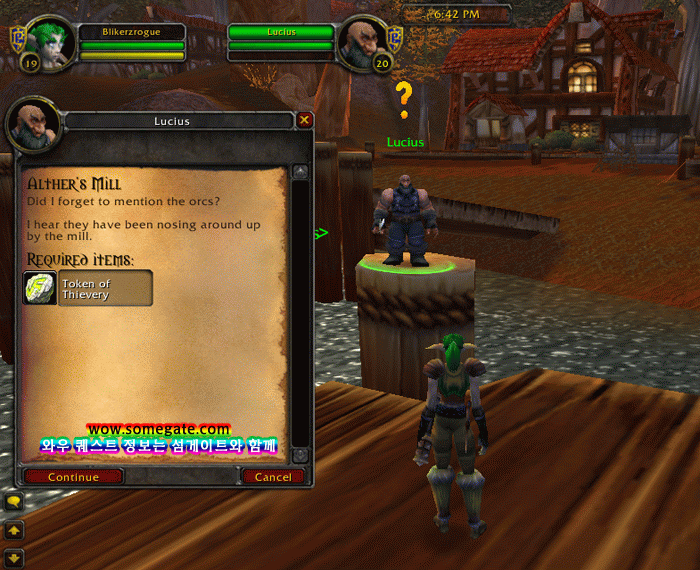 6:42 PM
Blikerzrogue
Lucius
19
20
Lucius
Lucius
Alther's Mill
Did I forget to mention the orcs?
I hear they have been nosing around up
by the mill.
Required items:
Token of
Thievery
s>
wow.somegate.com
와우 퀘스트 정보는 섬게이트와 함께
Continue
Cancel